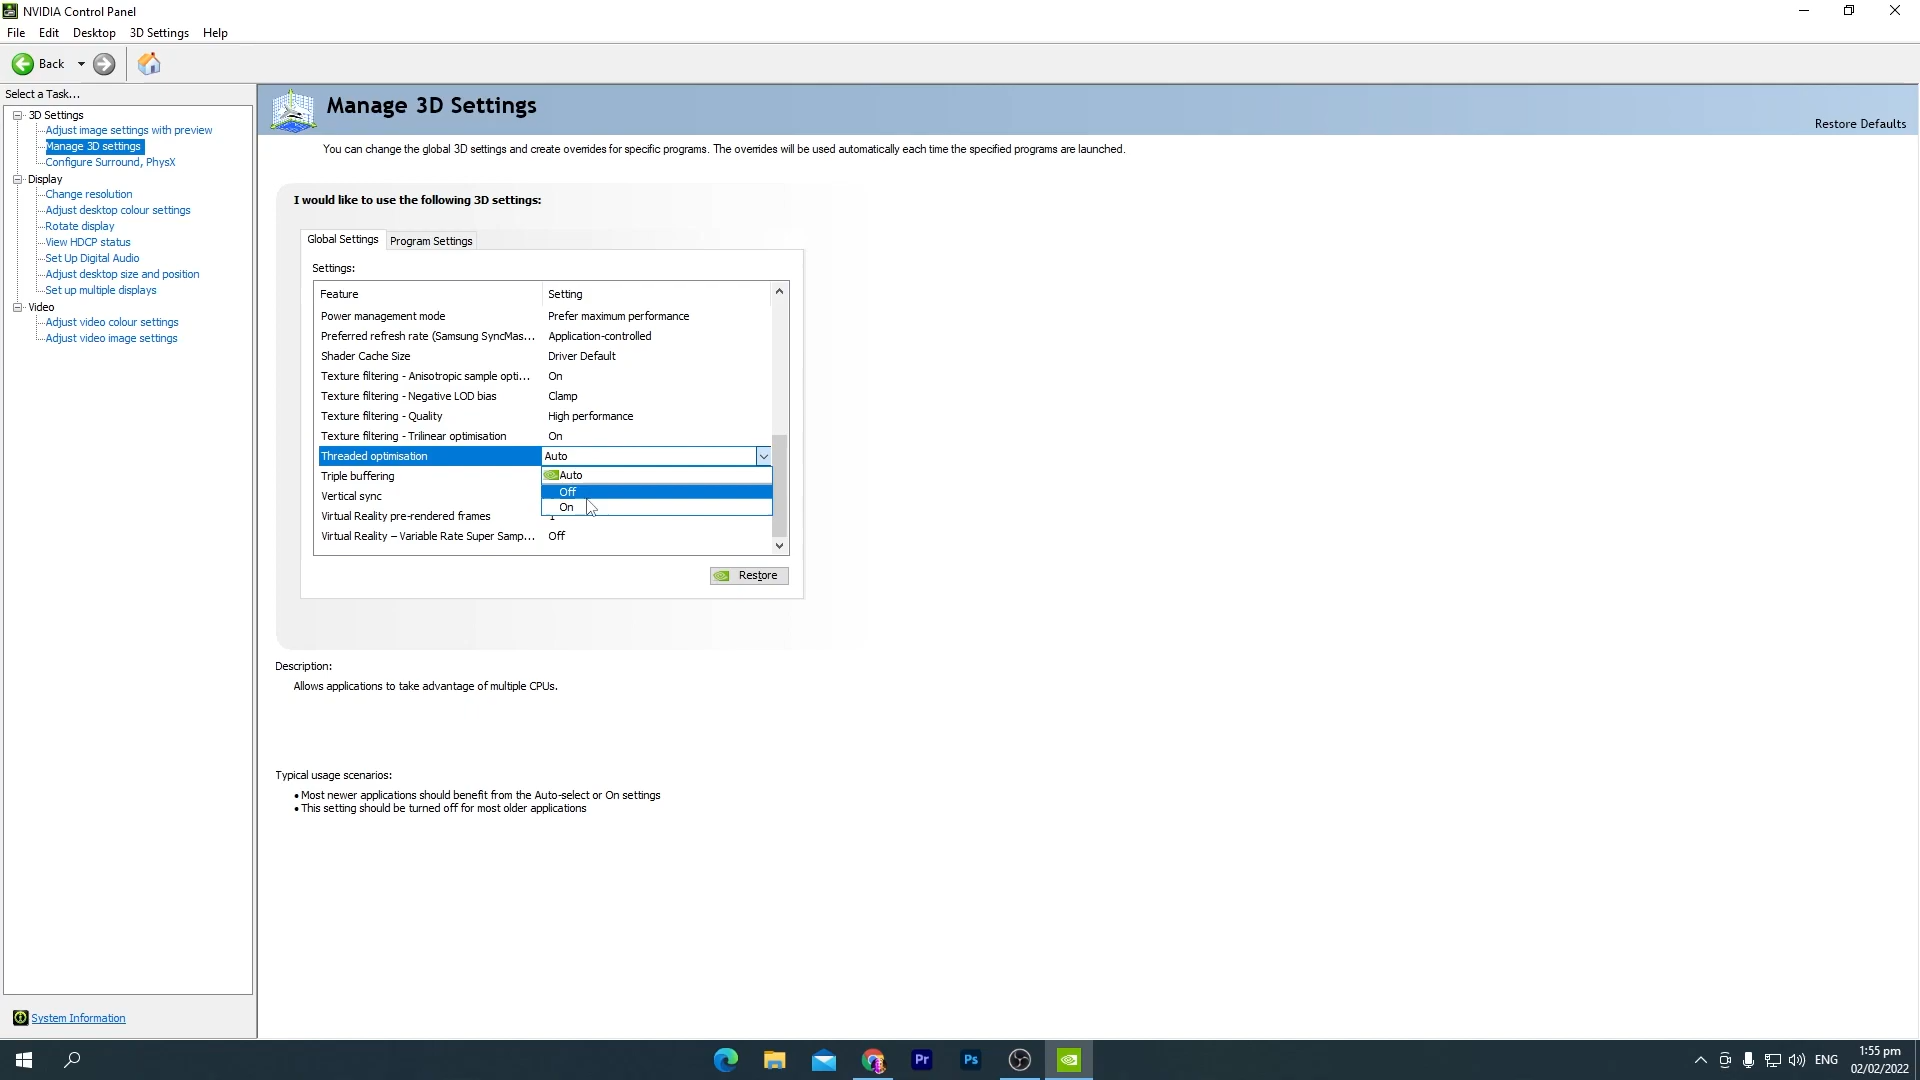 NVIDIA Control Panel
File Edit Desktop 3D Settings Help
Back
Select a Task...
3D Settings
Adjust image settings with preview
Manage 3D settings
Configure Surround, PhysX
Display
Change resolution
Adjust desktop colour settings
Rotate display
View HDCP status
Set Up Digital Audio
Adjust desktop size and position
Set up multiple displays
Video
Adjust video colour settings
Adjust video image settings
System Information
Manage 3D Settings
Restore Defaults
You can change the global 3D settings and create overrides for specific programs. The overrides will be used automatically each time the specified programs are launched.
I would like to use the following 3D settings:
Global Settings Program Settings
Settings:
Feature Setting
Power management mode Prefer maximum performance
Preferred refresh rate (Samsung SyncMas... Application-controlled
Shader Cache Size Driver Default
Texture filtering - Anisotropic sample opti... On
Texture filtering - Negative LOD bias Clamp
Texture filtering - Quality High performance
Texture filtering - Trilinear optimisation On
Threaded optimisation Auto
Auto
Off
On
Triple buffering
Vertical sync
Virtual Reality pre-rendered frames
Virtual Reality – Variable Rate Super Samp... Off
Restore
Description:
Allows applications to take advantage of multiple CPUs.
Typical usage scenarios:
• Most newer applications should benefit from the Auto-select or On settings
• This setting should be turned off for most older applications
Pr
Ps
ENG
1:55 pm
02/02/2022